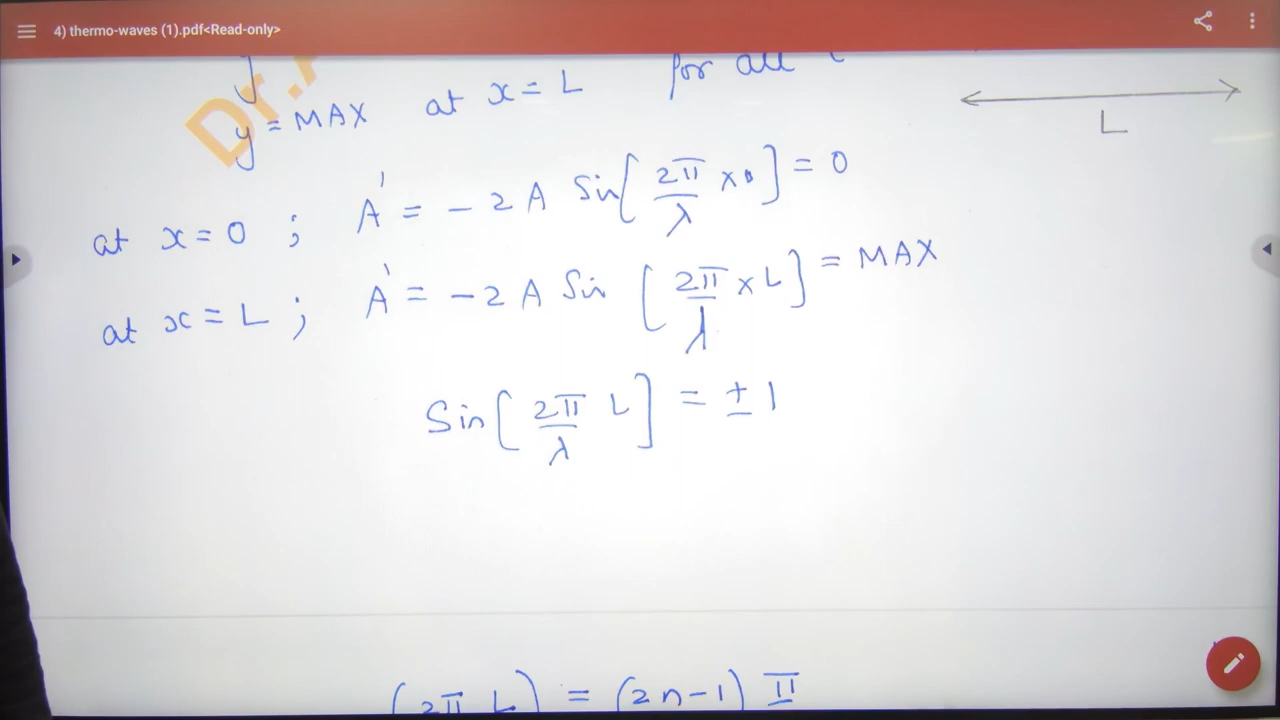 4) thermo-waves (1).pdf<Read-only>
y = MAX at x = L for all
L
at x = 0 ; A' = - 2 A Sin[ 2π/λ x 0 ] = 0
at x = L ; A' = - 2 A Sin [ 2π/λ x L ] = MAX
Sin [ 2π/λ L ] = ± 1
( 2π L ) = (2n-1) π
Dr.